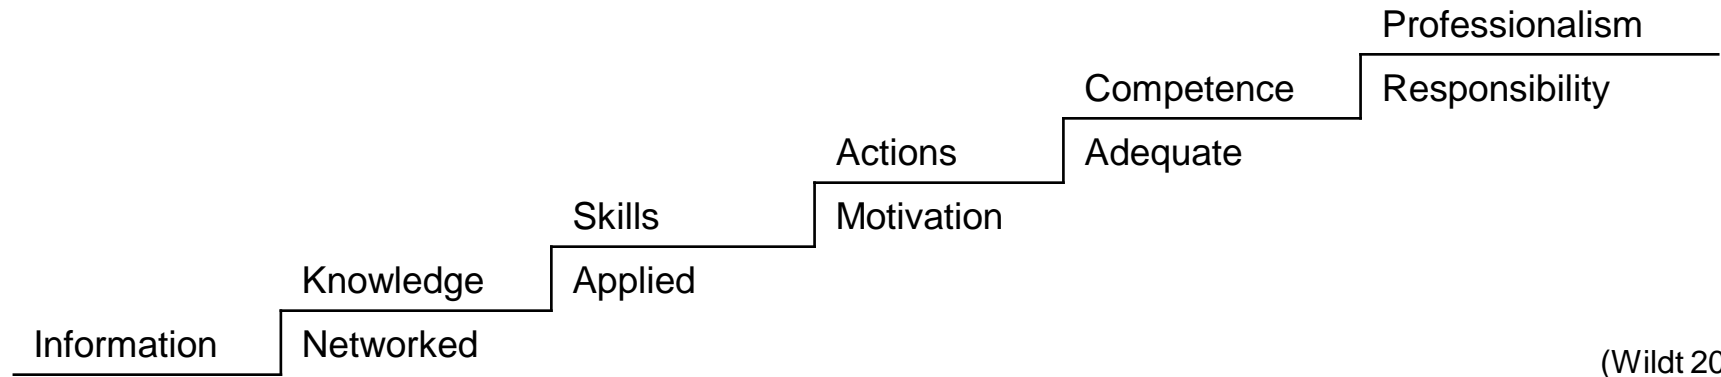 Professionalism
Competence Responsibility
Actions Adequate
Skills Motivation
Knowledge Applied
Information Networked
(Wildt 20